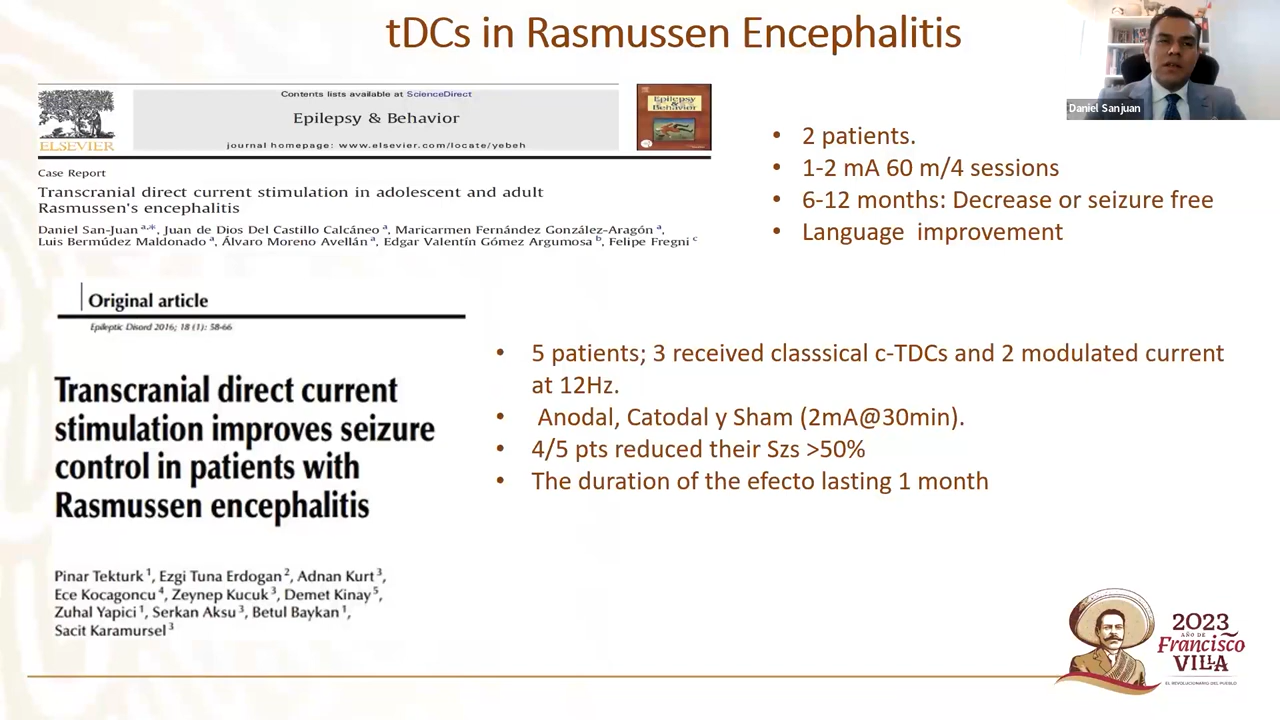 tDCs in Rasmussen Encephalitis
Daniel Sanjuan
Contents lists available at ScienceDirect
Epilepsy & Behavior
journal homepage: www.elsevier.com/locate/yebeh
ELSEVIER
Epilepsy
& Behavior
Case Report
Transcranial direct current stimulation in adolescent and adult
Rasmussen's encephalitis
Daniel San-Juan a,*, Juan de Dios Del Castillo Calcáneo a, Maricarmen Fernández González-Aragón a,
Luis Bermúdez Maldonado a, Álvaro Moreno Avellán a, Edgar Valentín Gómez Argumosa b, Felipe Fregni c
• 2 patients.
• 1-2 mA 60 m/4 sessions
• 6-12 months: Decrease or seizure free
• Language improvement
Original article
Epileptic Disord 2016; 18 (1): 58-66
Transcranial direct current
stimulation improves seizure
control in patients with
Rasmussen encephalitis
Pinar Tekturk 1, Ezgi Tuna Erdogan 2, Adnan Kurt 3,
Ece Kocagoncu 4, Zeynep Kucuk 3, Demet Kinay 5,
Zuhal Yapici 1, Serkan Aksu 3, Betul Baykan 1,
Sacit Karamursel 3
• 5 patients; 3 received classsical c-TDCs and 2 modulated current
at 12Hz.
• Anodal, Catodal y Sham (2mA@30min).
• 4/5 pts reduced their Szs >50%
• The duration of the efecto lasting 1 month
2023
AÑO DE
Francisco
VILLA
EL REVOLUCIONARIO DEL PUEBLO